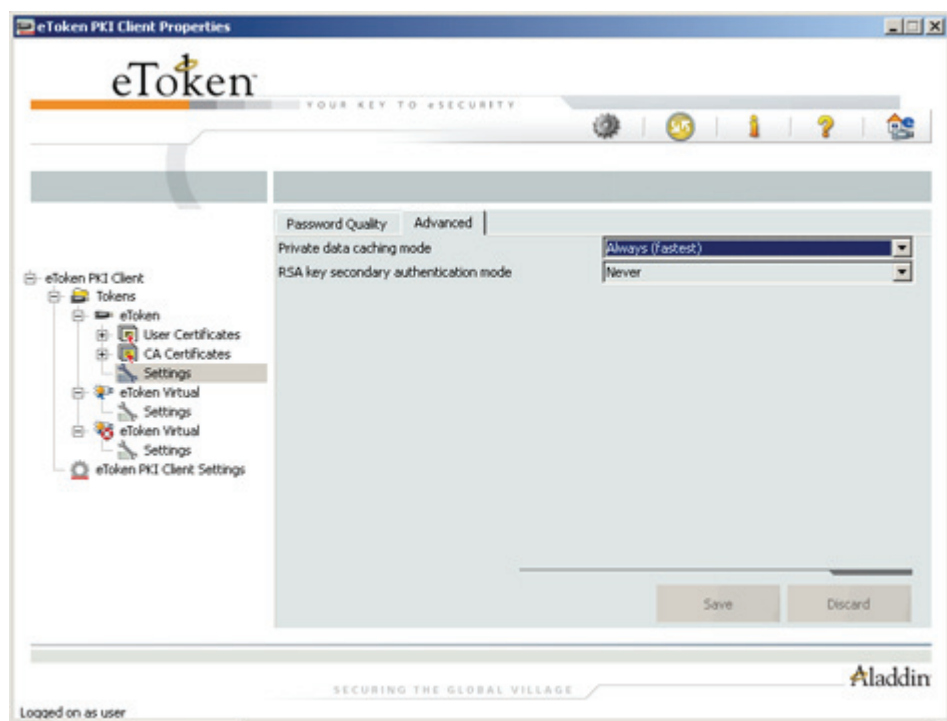 eToken PKI Client Properties
eToken
YOUR KEY TO eSECURITY
SOS
Password Quality
Advanced
Private data caching mode
Always (fastest)
RSA key secondary authentication mode
Never
eToken PKI Client
Tokens
eToken
User Certificates
CA Certificates
Settings
eToken Virtual
Settings
eToken Virtual
Settings
eToken PKI Client Settings
Save
Discard
Aladdin
SECURING THE GLOBAL VILLAGE
Logged on as user